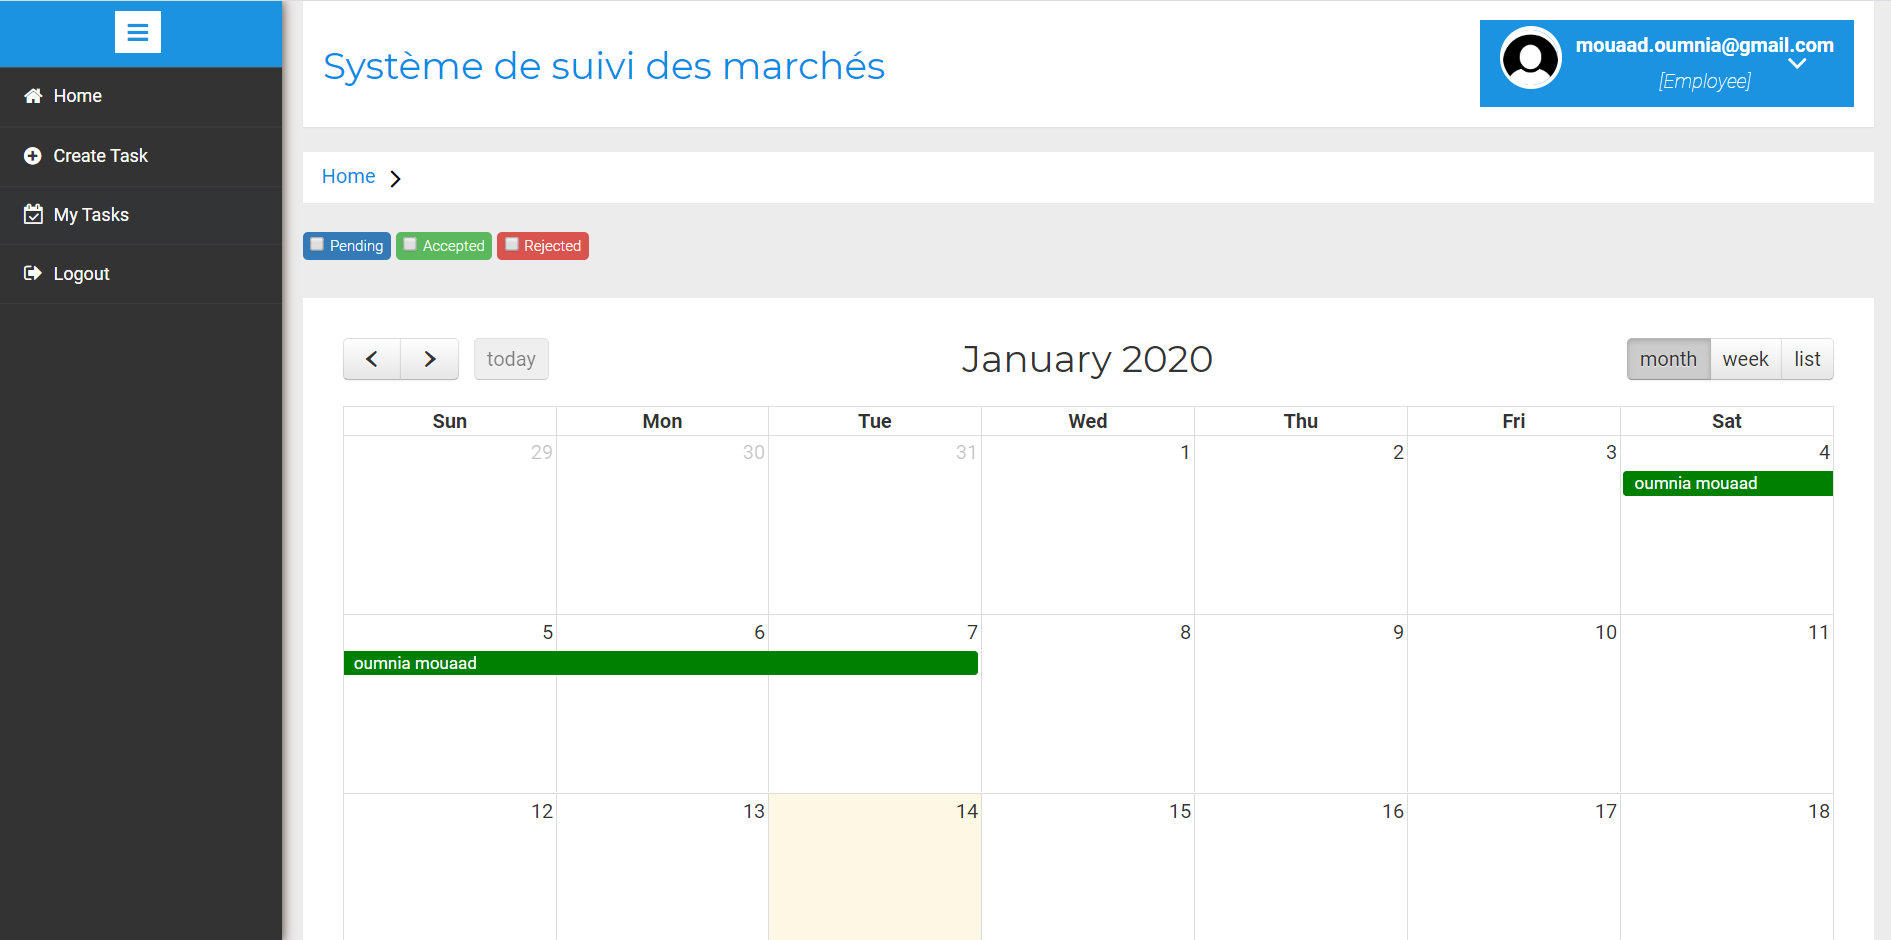 Home
Create Task
My Tasks
Logout
Système de suivi des marchés
mouaad.oumnia@gmail.com
[Employee]
Home
Pending Accepted Rejected
today
January 2020
month week list
Sun Mon Tue Wed Thu Fri Sat
29 30 31 1 2 3 4
oumnia mouaad
5 6 7 8 9 10 11
oumnia mouaad
12 13 14 15 16 17 18